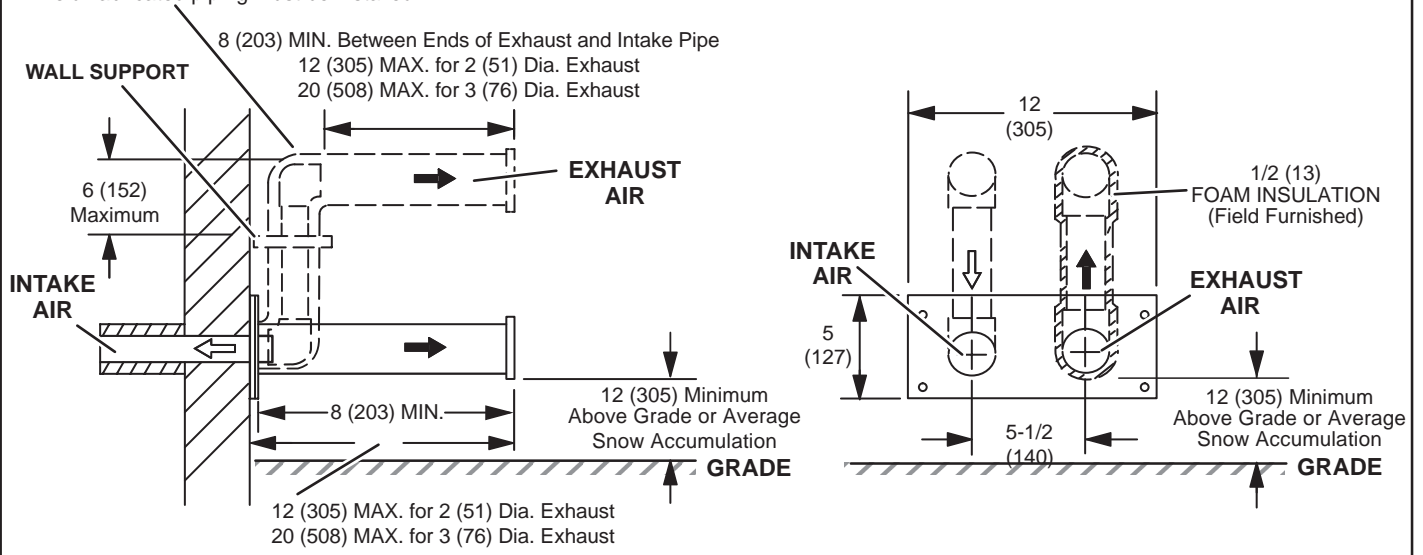 8 (203) MIN. Between Ends of Exhaust and Intake Pipe
12 (305) MAX. for 2 (51) Dia. Exhaust
20 (508) MAX. for 3 (76) Dia. Exhaust
WALL SUPPORT
EXHAUST
AIR
6 (152)
Maximum
INTAKE
AIR
8 (203) MIN.
12 (305) Minimum
Above Grade or Average
Snow Accumulation
GRADE
12 (305) MAX. for 2 (51) Dia. Exhaust
20 (508) MAX. for 3 (76) Dia. Exhaust
12
(305)
1/2 (13)
FOAM INSULATION
(Field Furnished)
INTAKE
AIR
EXHAUST
AIR
5
(127)
12 (305) Minimum
Above Grade or Average
Snow Accumulation
5-1/2
(140)
GRADE